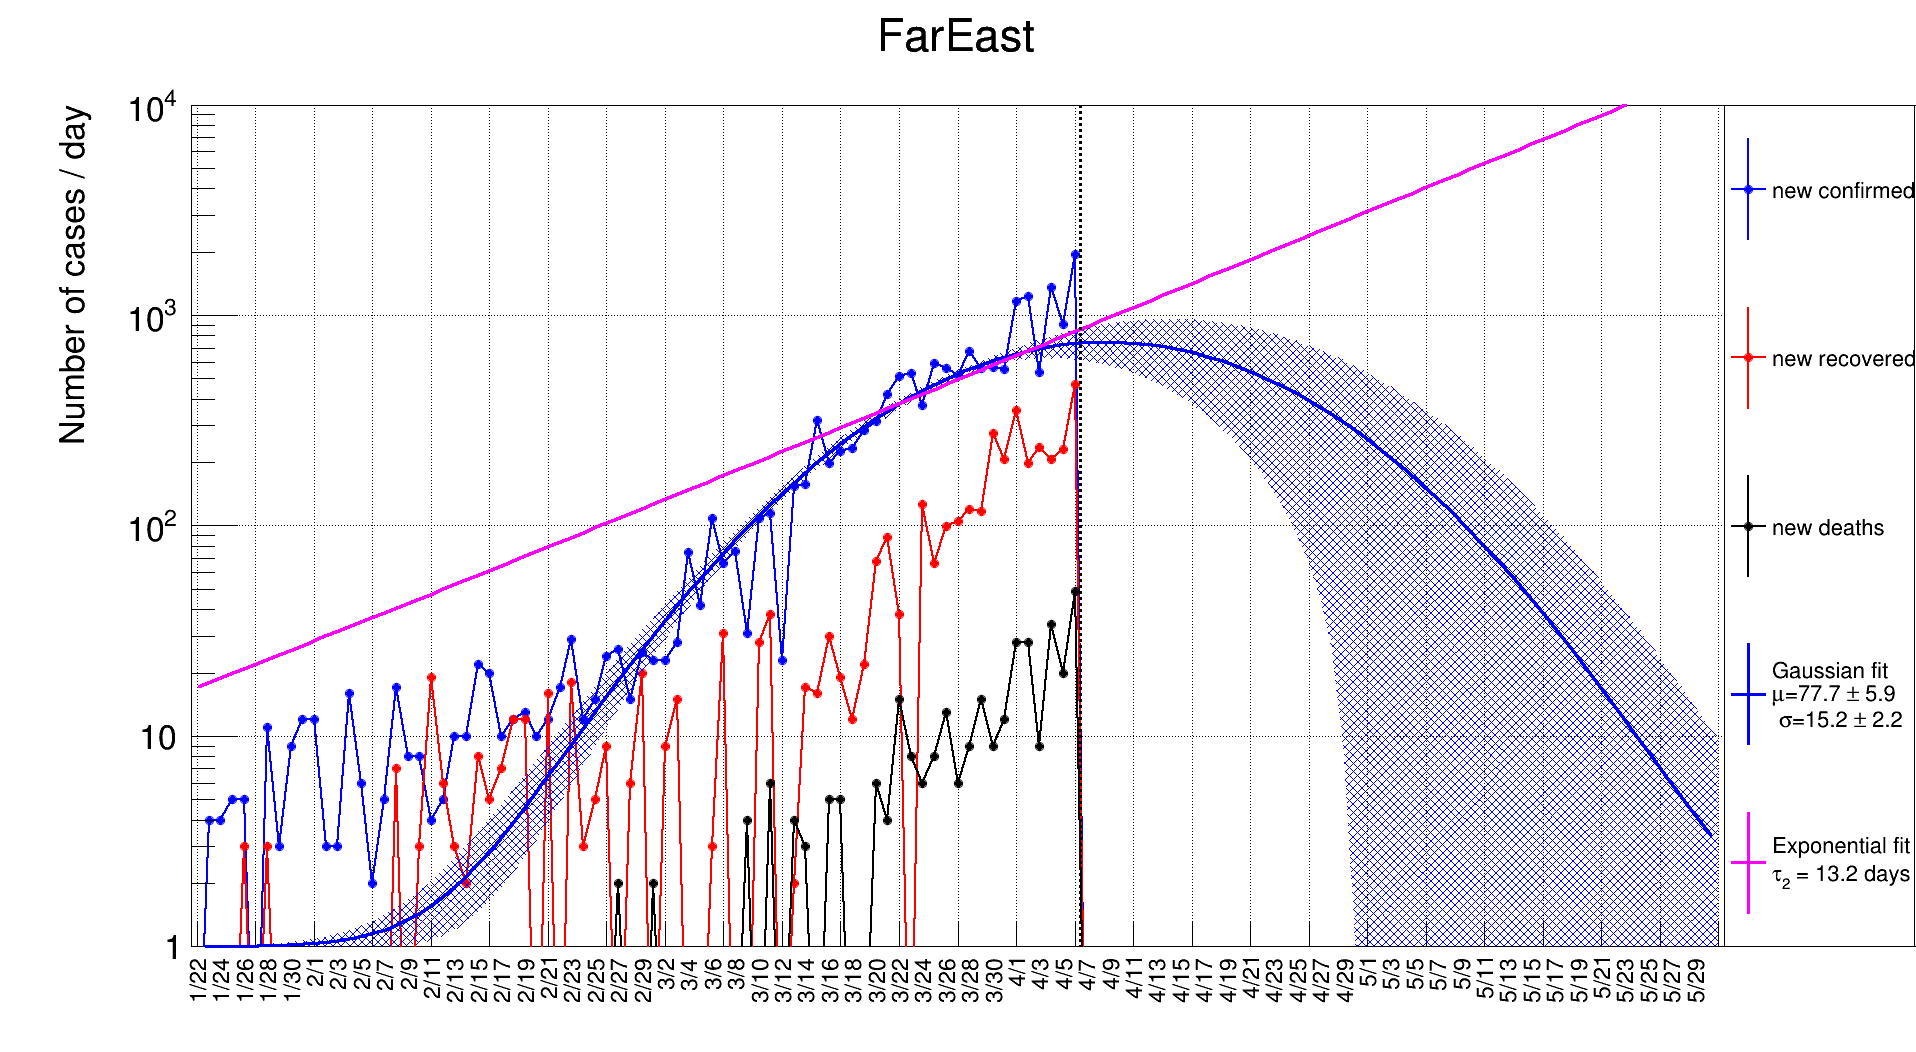 FarEast
Number of cases / day
10⁴
10³
10²
10
1
1/22 1/24 1/26 1/28 1/30 2/1 2/3 2/5 2/7 2/9 2/11 2/13 2/15 2/17 2/19 2/21 2/23 2/25 2/27 2/29 3/2 3/4 3/6 3/8 3/10 3/12 3/14 3/16 3/18 3/20 3/22 3/24 3/26 3/28 3/30 4/1 4/3 4/5 4/7 4/9 4/11 4/13 4/15 4/17 4/19 4/21 4/23 4/25 4/27 4/29 5/1 5/3 5/5 5/7 5/9 5/11 5/13 5/15 5/17 5/19 5/21 5/23 5/25 5/27 5/29
new confirmed
new recovered
new deaths
Gaussian fit
μ=77.7 ± 5.9
σ=15.2 ± 2.2
Exponential fit
τ₂ = 13.2 days